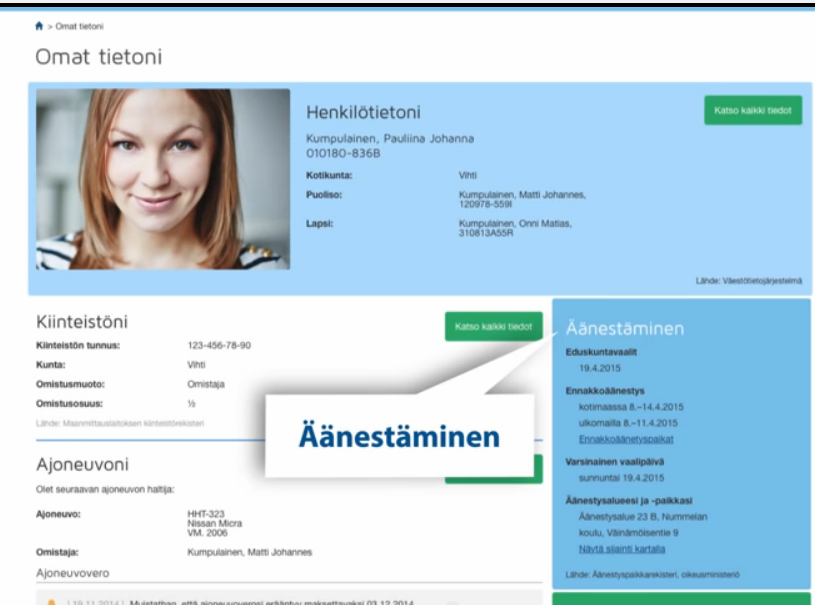 > Omat tietoni
Omat tietoni
Henkilötietoni
Katso kaikki tiedot
Kumpulainen, Pauliina Johanna
010180-836B
Kotikunta: Vihti
Puoliso: Kumpulainen, Matti Johannes,
120978-559I
Lapsi: Kumpulainen, Onni Matias,
310813A55R
Lähde: Väestötietojärjestelmä
Kiinteistöni
Katso kaikki tiedot
Kiinteistön tunnus: 123-456-78-90
Kunta: Vihti
Omistusmuoto: Omistaja
Omistusosuus: ½
Lähde: Maanmittauslaitoksen kiinteistörekisteri
Äänestäminen
Ajoneuvoni
Olet seuraavan ajoneuvon haltija:
Ajoneuvo: HHT-323
Nissan Micra
VM. 2006
Omistaja: Kumpulainen, Matti Johannes
Ajoneuvovero
| 19.11.2014 | Muistathan, että ajoneuvoverosi erääntyy maksettavaksi 03.12.2014
Äänestäminen
Eduskuntavaalit
19.4.2015
Ennakkoäänestys
kotimaassa 8.–14.4.2015
ulkomailla 8.–11.4.2015
Ennakkoäänetyspaikat
Varsinainen vaalipäivä
sunnuntai 19.4.2015
Äänestysalueesi ja -paikkasi
Äänestysalue 23 B, Nummelan
koulu, Väinämöisentie 9
Näytä sijainti kartalla
Lähde: Äänestyspaikkarekisteri, oikeusministeriö